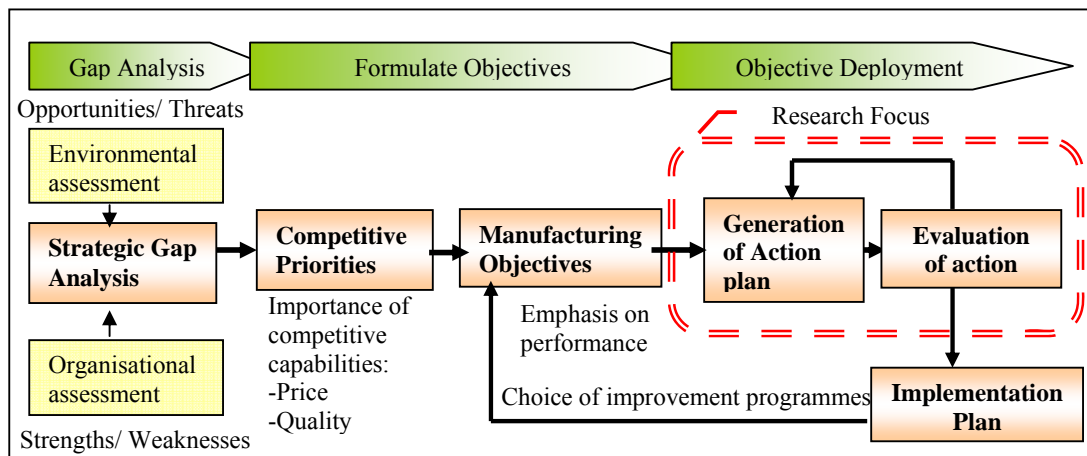 Gap Analysis
Formulate Objectives
Objective Deployment
Opportunities/ Threats
Research Focus
Environmental
assessment
Strategic Gap
Analysis
Competitive
Priorities
Manufacturing
Objectives
Generation
of Action
plan
Evaluation
of action
Importance of
competitive
capabilities:
-Price
-Quality
Emphasis on
performance
Organisational
assessment
Choice of improvement programmes
Implementation
Plan
Strengths/ Weaknesses